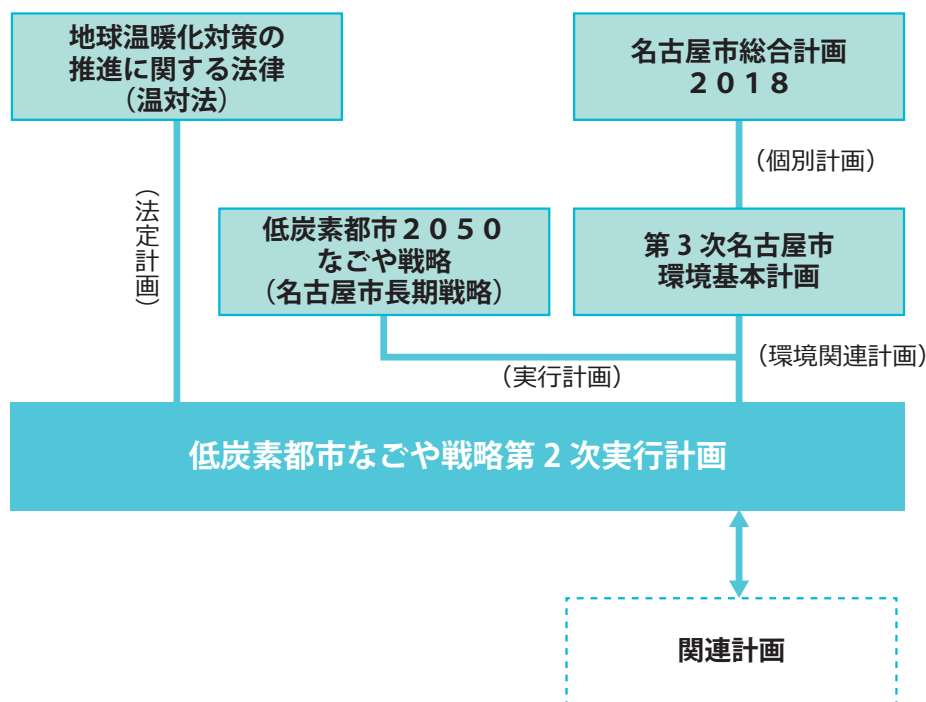 地球温暖化対策の
推進に関する法律
（温対法）
名古屋市総合計画
２０１８
（個別計画）
（法定計画）
低炭素都市２０５０
なごや戦略
（名古屋市長期戦略）
第３次名古屋市
環境基本計画
（環境関連計画）
（実行計画）
低炭素都市なごや戦略第 2 次実行計画
関連計画